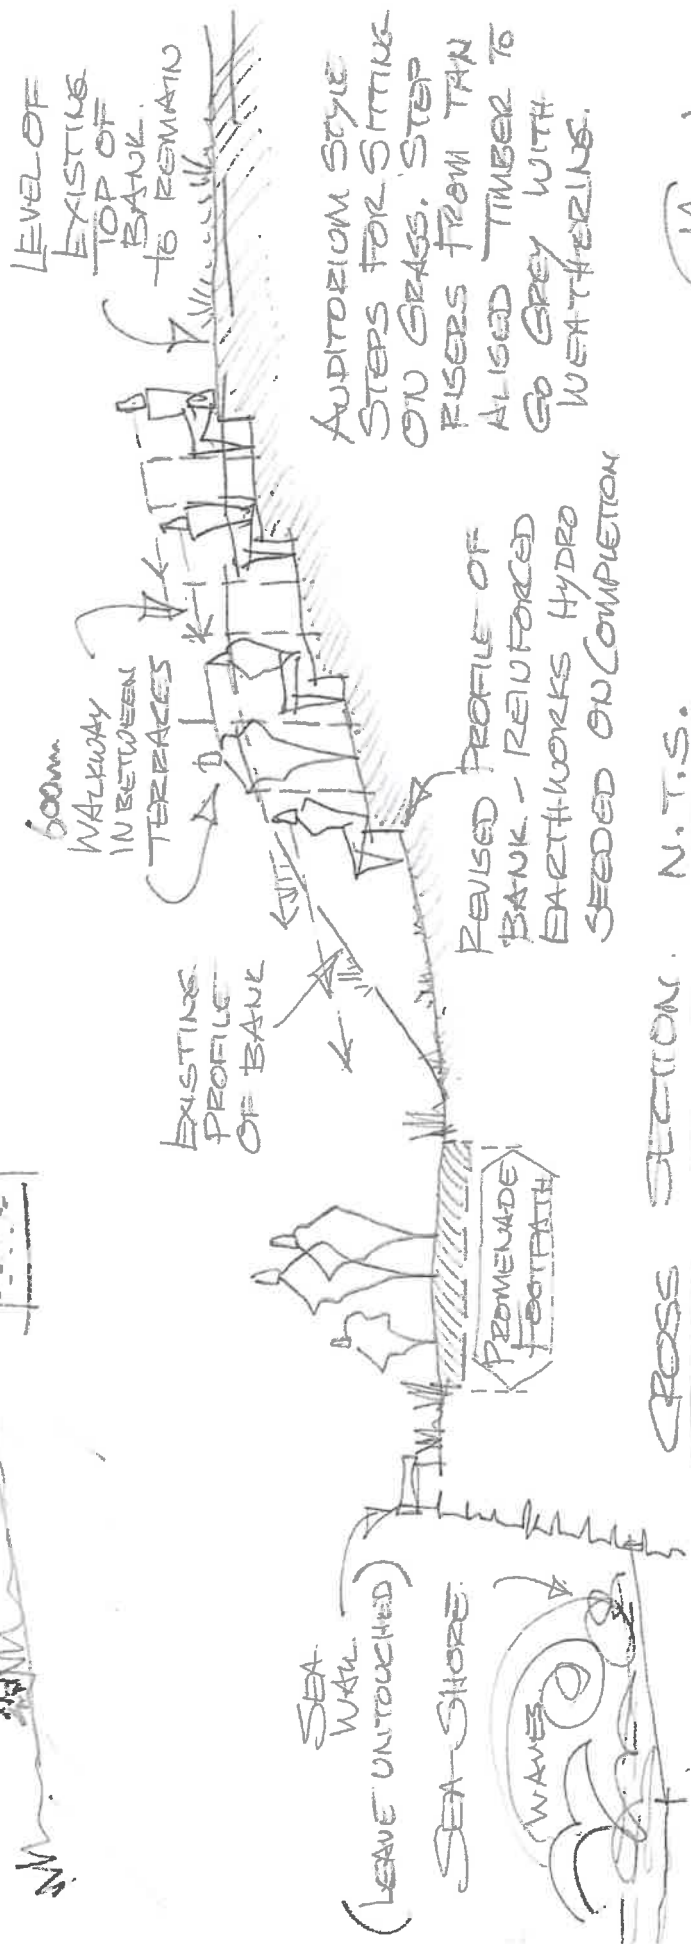 LEVEL OF
EXISTING
TOP OF
BANK.
TO REMAIN
600mm
WALKWAY
IN BETWEEN
TERRACES
EXISTING
PROFILE
OF BANK
SEA
WALL
(LEAVE UNTOUCHED)
SEA-SHORE.
WAVES
PROMENADE
FOOTPATH
AUDITORIUM STYLE
STEPS FOR SITTING
ON GRASS. STEP
RISERS FROM TAN
ALISED TIMBER TO
GO GREY WITH
WEATHERING.
REVISED PROFILE OF
BANK - REINFORCED
EARTHWORKS HYDRO
SEEDED ON COMPLETION
CROSS SECTION. N.T.S.